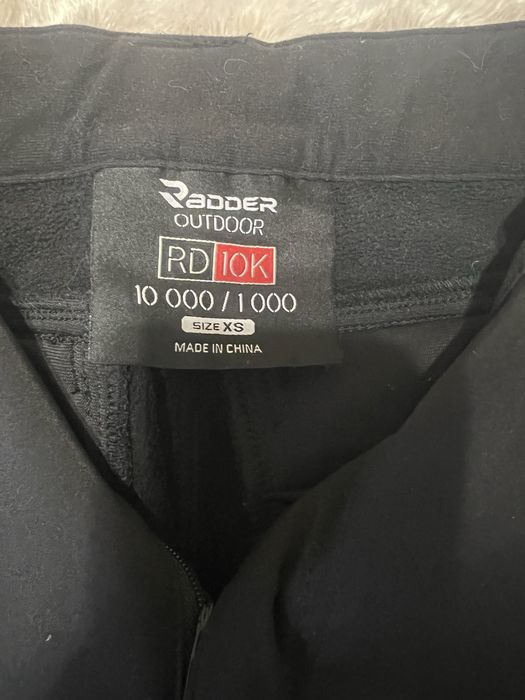 RADDER
OUTDOOR
RD 10K
10 000 / 1 000
SIZE XS
MADE IN CHINA